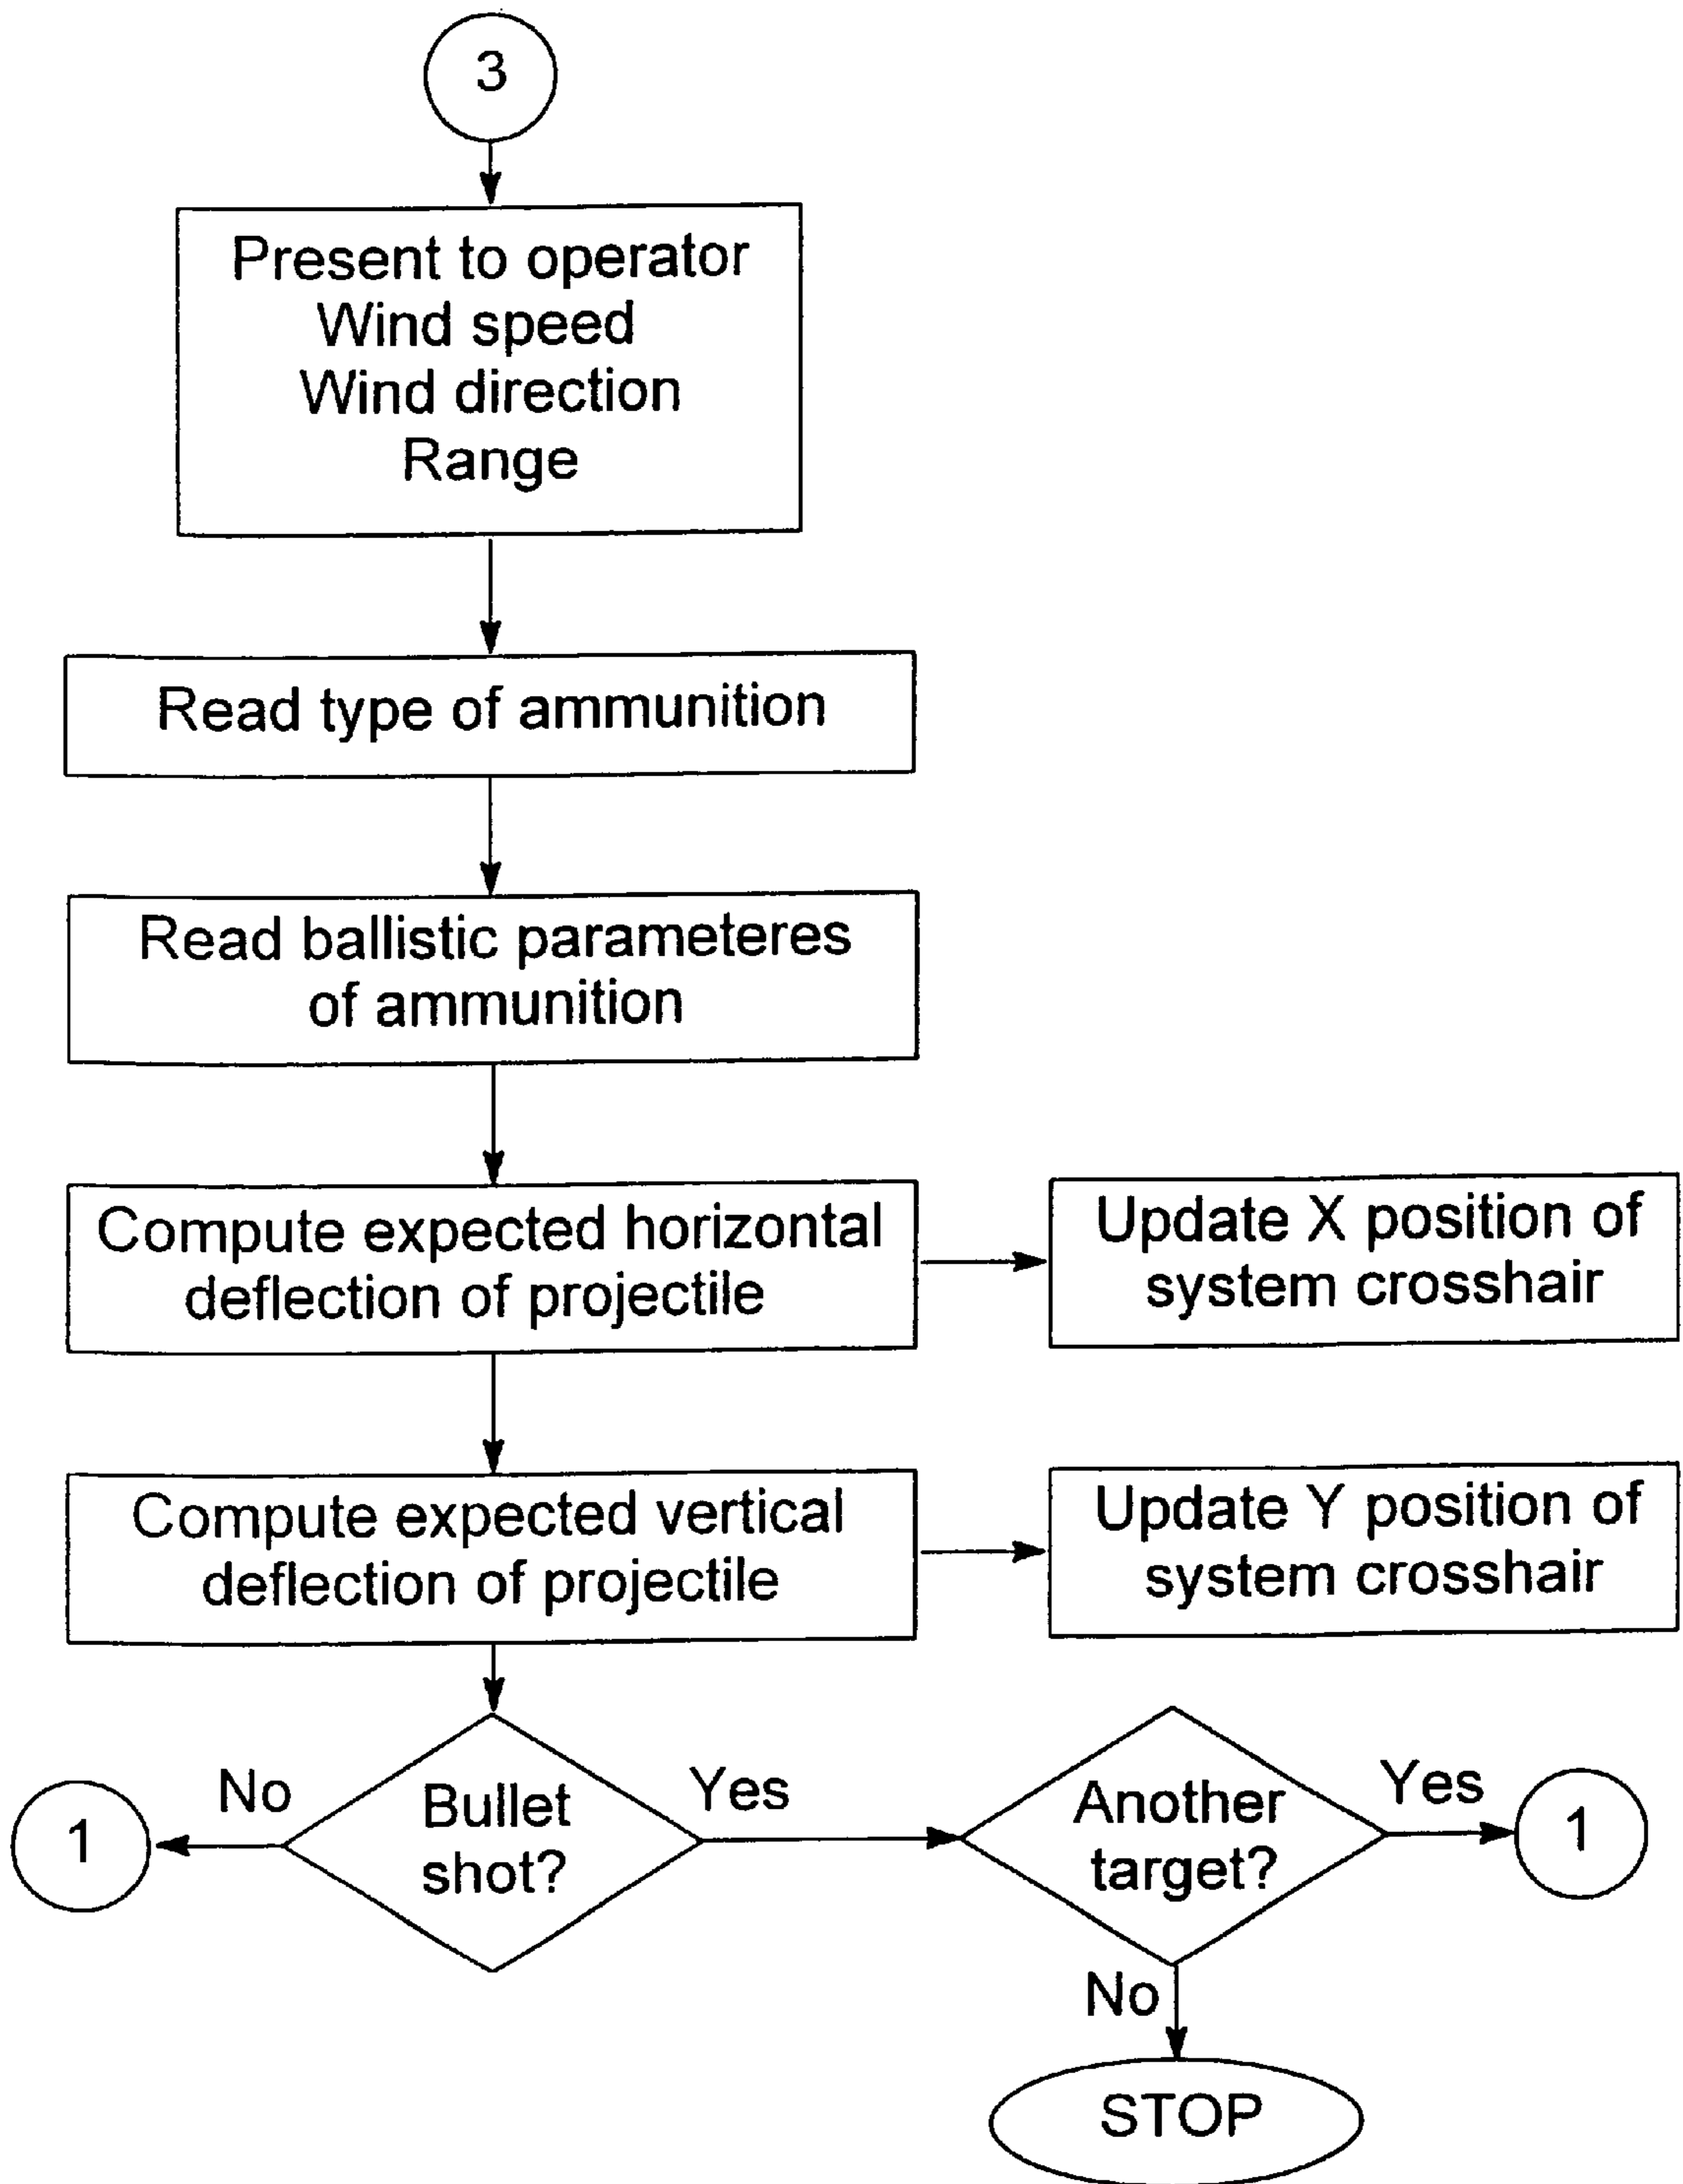 3
Present to operator
Wind speed
Wind direction
Range
Read type of ammunition
Read ballistic parameteres
of ammunition
Compute expected horizontal
deflection of projectile
Update X position of
system crosshair
Compute expected vertical
deflection of projectile
Update Y position of
system crosshair
1
No
Bullet
shot?
Yes
Another
target?
Yes
1
No
STOP